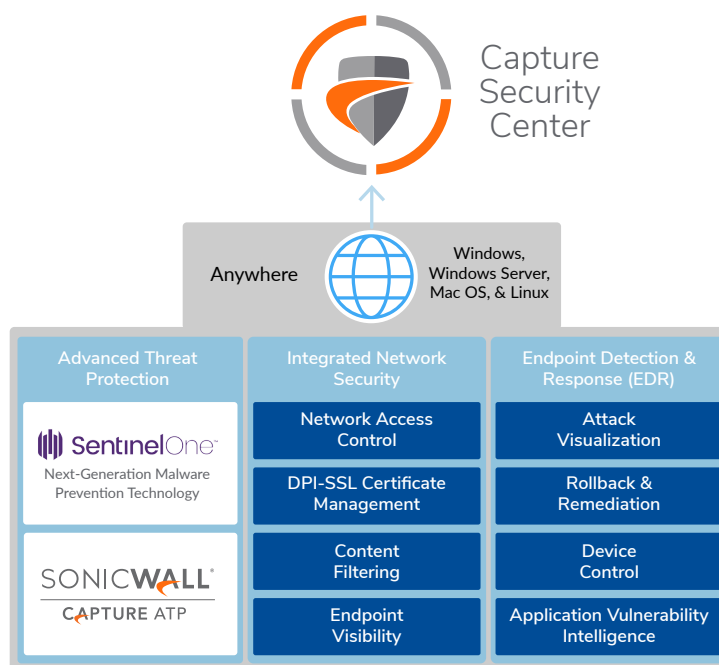 Capture
Security
Center
Anywhere
Windows,
Windows Server,
Mac OS, & Linux
Advanced Threat
Protection
SentinelOne™
Next-Generation Malware
Prevention Technology
SONICWALL®
CAPTURE ATP
Integrated Network
Security
Network Access
Control
DPI-SSL Certificate
Management
Content
Filtering
Endpoint
Visibility
Endpoint Detection &
Response (EDR)
Attack
Visualization
Rollback &
Remediation
Device
Control
Application Vulnerability
Intelligence